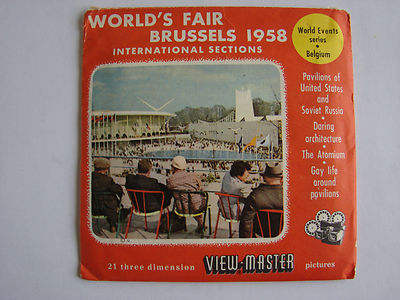 WORLD'S FAIR
BRUSSELS 1958
INTERNATIONAL SECTIONS
World Events
series
•
Belgium
Pavilions of
United States
and
Soviet Russia
•
Daring
architecture
•
The Atomium
•
Gay life
around
pavilions
21 three dimension VIEW-MASTER pictures